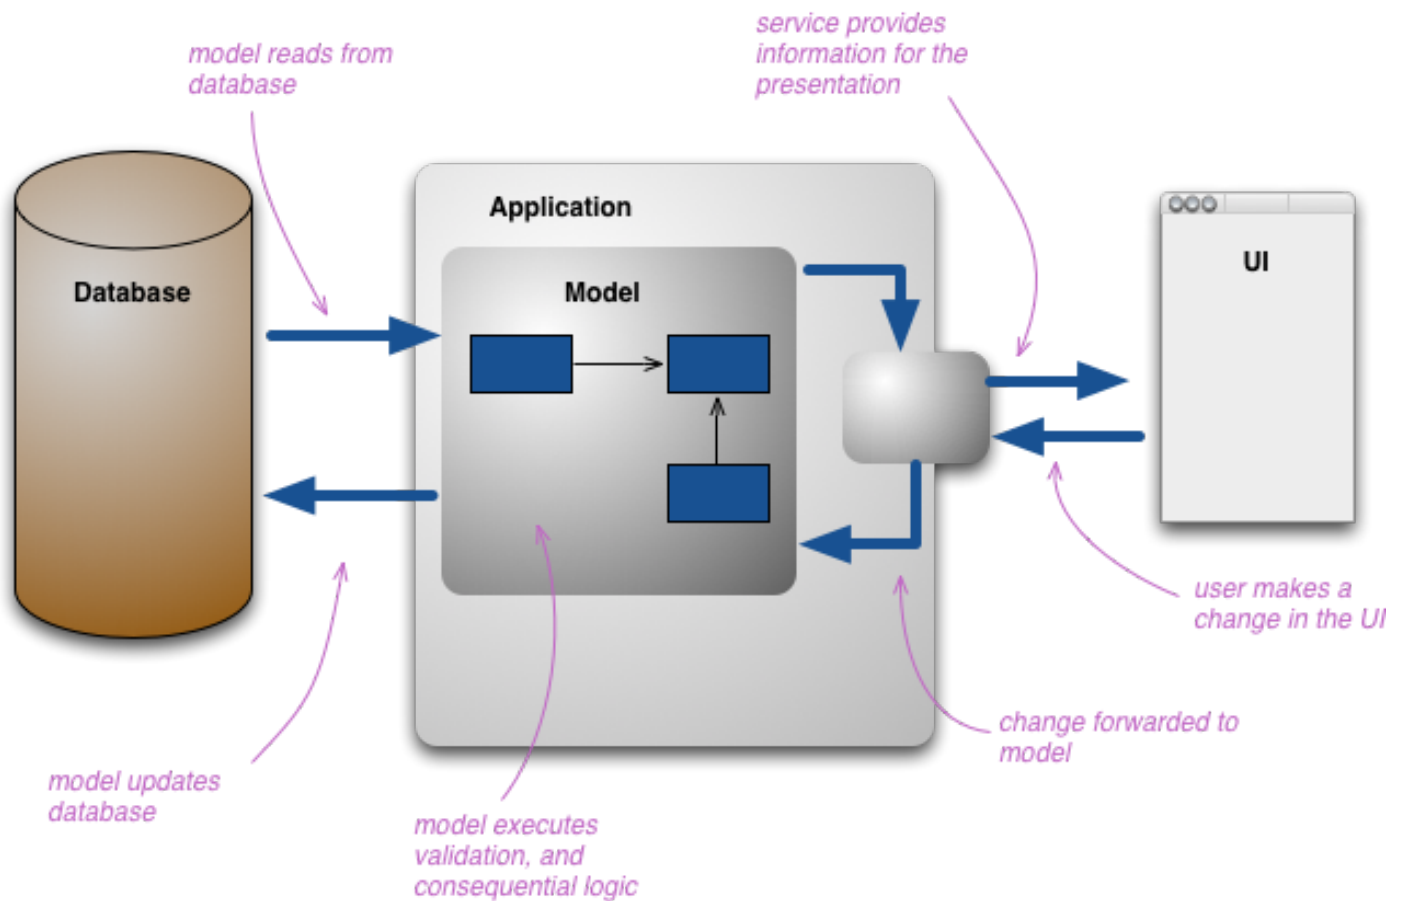 service provides
information for the
presentation
model reads from
database
Application
UI
Database
Model
user makes a
change in the UI
change forwarded to
model
model updates
database
model executes
validation, and
consequential logic